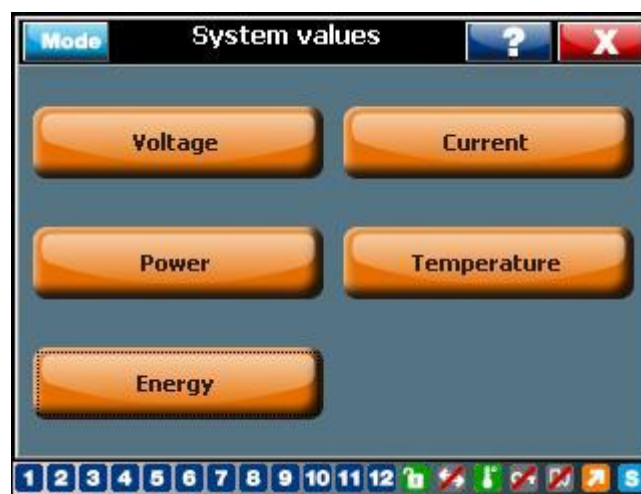 Mode System values ? X
Voltage Current
Power Temperature
Energy
1 2 3 4 5 6 7 8 9 10 11 12 S